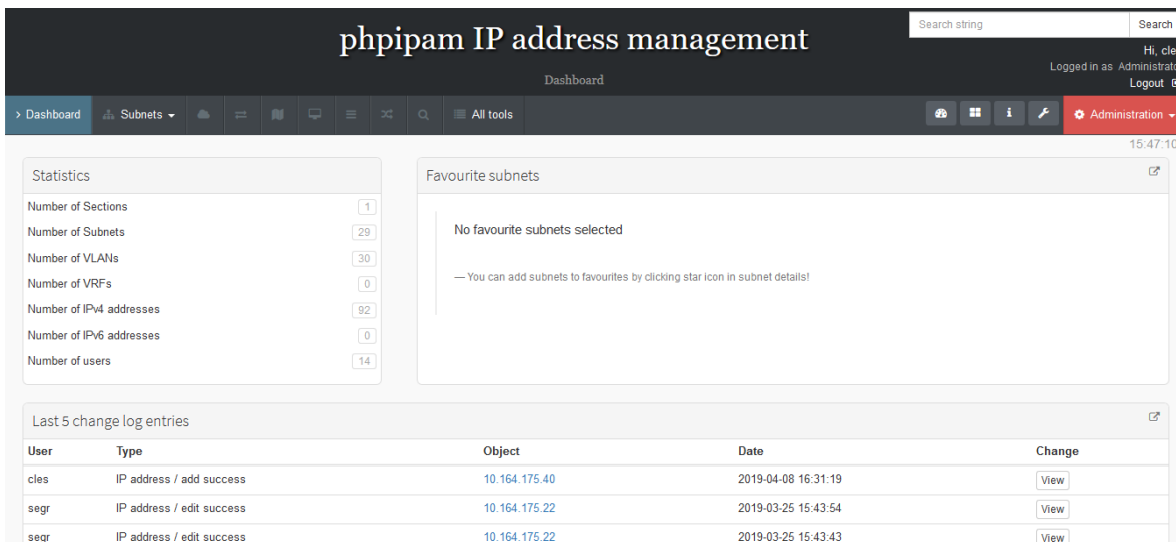 phpipam IP address management
Dashboard
Search string
Search
Hi, cle
Logged in as Administrato
Logout
> Dashboard Subnets All tools Administration
15:47:10
Statistics
Number of Sections 1
Number of Subnets 29
Number of VLANs 30
Number of VRFs 0
Number of IPv4 addresses 92
Number of IPv6 addresses 0
Number of users 14
Favourite subnets
No favourite subnets selected
— You can add subnets to favourites by clicking star icon in subnet details!
Last 5 change log entries
User Type Object Date Change
cles IP address / add success 10.164.175.40 2019-04-08 16:31:19 View
segr IP address / edit success 10.164.175.22 2019-03-25 15:43:54 View
segr IP address / edit success 10.164.175.22 2019-03-25 15:43:43 View